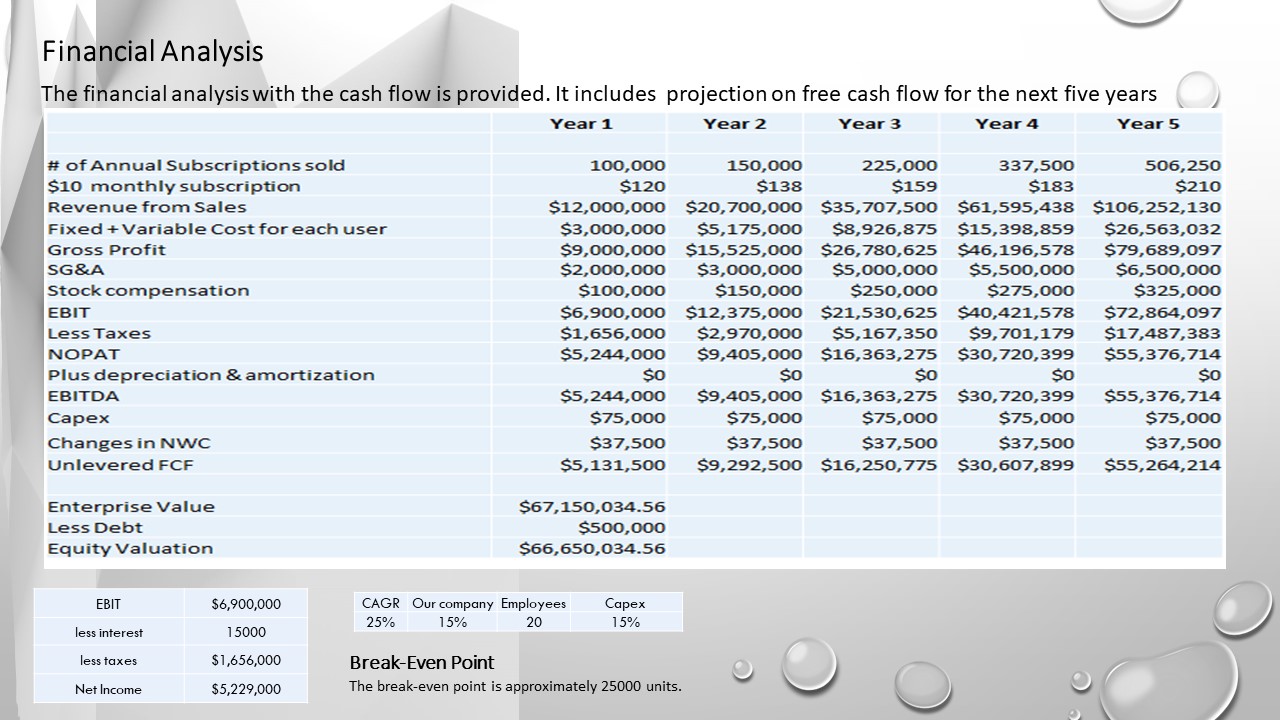 Financial Analysis
The financial analysis with the cash flow is provided. It includes projection on free cash flow for the next five years
Year 1 Year 2 Year 3 Year 4 Year 5
# of Annual Subscriptions sold 100,000 150,000 225,000 337,500 506,250
$10 monthly subscription $120 $138 $159 $183 $210
Revenue from Sales $12,000,000 $20,700,000 $35,707,500 $61,595,438 $106,252,130
Fixed + Variable Cost for each user $3,000,000 $5,175,000 $8,926,875 $15,398,859 $26,563,032
Gross Profit $9,000,000 $15,525,000 $26,780,625 $46,196,578 $79,689,097
SG&A $2,000,000 $3,000,000 $5,000,000 $5,500,000 $6,500,000
Stock compensation $100,000 $150,000 $250,000 $275,000 $325,000
EBIT $6,900,000 $12,375,000 $21,530,625 $40,421,578 $72,864,097
Less Taxes $1,656,000 $2,970,000 $5,167,350 $9,701,179 $17,487,383
NOPAT $5,244,000 $9,405,000 $16,363,275 $30,720,399 $55,376,714
Plus depreciation & amortization $0 $0 $0 $0 $0
EBITDA $5,244,000 $9,405,000 $16,363,275 $30,720,399 $55,376,714
Capex $75,000 $75,000 $75,000 $75,000 $75,000
Changes in NWC $37,500 $37,500 $37,500 $37,500 $37,500
Unlevered FCF $5,131,500 $9,292,500 $16,250,775 $30,607,899 $55,264,214
Enterprise Value $67,150,034.56
Less Debt $500,000
Equity Valuation $66,650,034.56
EBIT $6,900,000
less interest 15000
less taxes $1,656,000
Net Income $5,229,000
CAGR Our company Employees Capex
25% 15% 20 15%
Break-Even Point
The break-even point is approximately 25000 units.